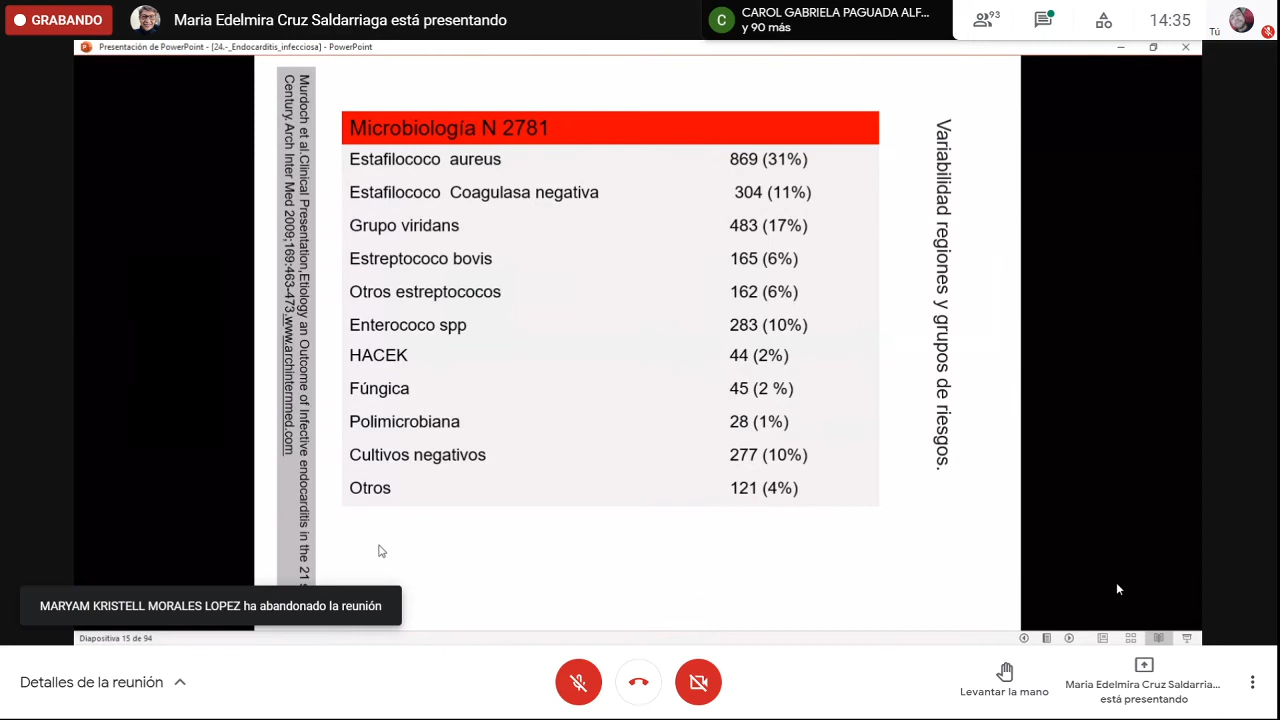 GRABANDO
Maria Edelmira Cruz Saldarriaga está presentando
C
CAROL GABRIELA PAGUADA ALF...
y 90 más
93
14:35
Tú
Presentación de PowerPoint - [24.-_Endocarditis_infecciosa] - PowerPoint
Murdoch et al.Clinical Presentation,Etiology an Outcome of Infective endocarditis in the 21
Century.Arch Inter Med 2009;169:463-473.www.archinternmed.com
Microbiología N 2781
Estafilococo aureus 869 (31%)
Estafilococo Coagulasa negativa 304 (11%)
Grupo viridans 483 (17%)
Estreptococo bovis 165 (6%)
Otros estreptococos 162 (6%)
Enterococo spp 283 (10%)
HACEK 44 (2%)
Fúngica 45 (2 %)
Polimicrobiana 28 (1%)
Cultivos negativos 277 (10%)
Otros 121 (4%)
Variabilidad regiones y grupos de riesgos.
MARYAM KRISTELL MORALES LOPEZ ha abandonado la reunión
Diapositiva 15 de 94
Detalles de la reunión
Levantar la mano
Maria Edelmira Cruz Saldarria...
está presentando